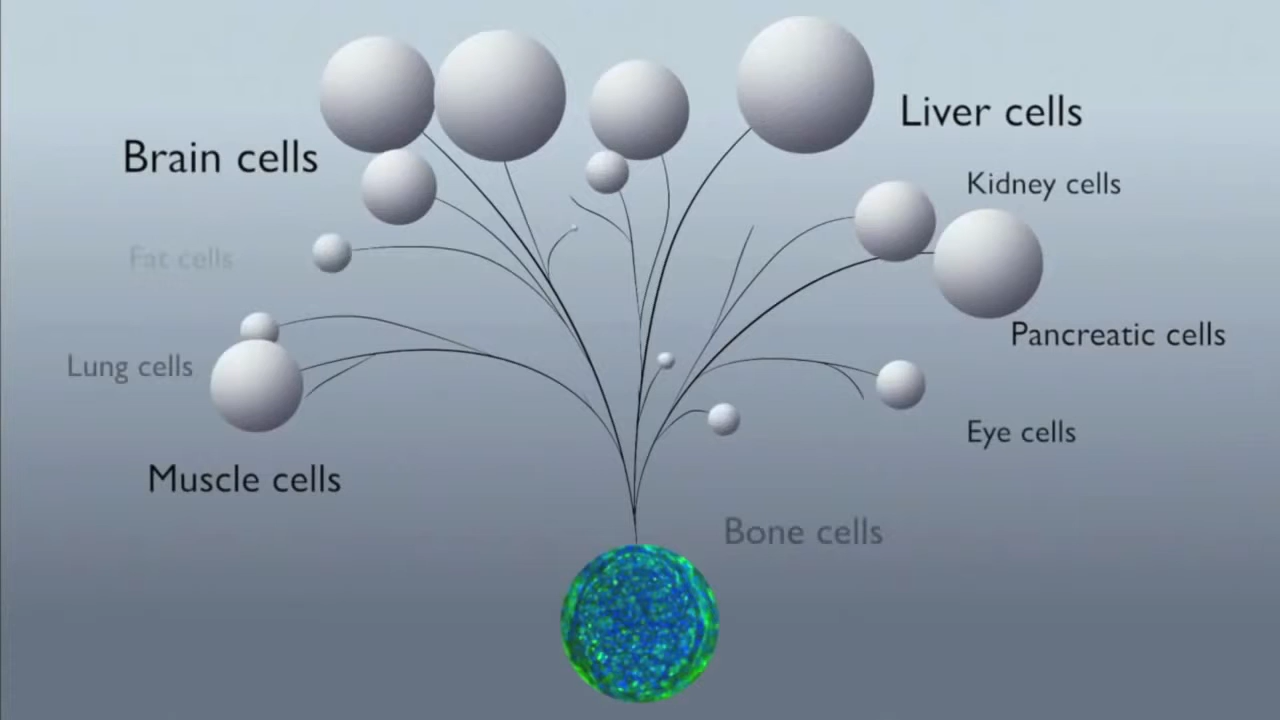 Liver cells
Brain cells
Kidney cells
Fat cells
Pancreatic cells
Lung cells
Eye cells
Muscle cells
Bone cells